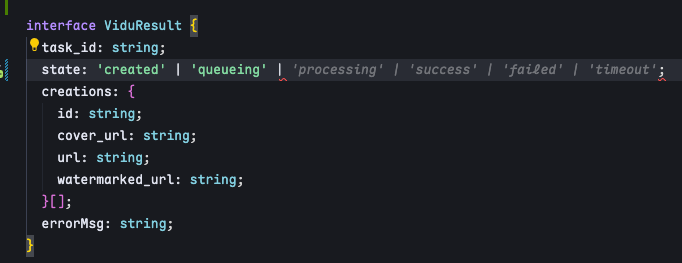 interface ViduResult {
task_id: string;
state: 'created' | 'queueing' | 'processing' | 'success' | 'failed' | 'timeout';
creations: {
id: string;
cover_url: string;
url: string;
watermarked_url: string;
}[];
errorMsg: string;
}